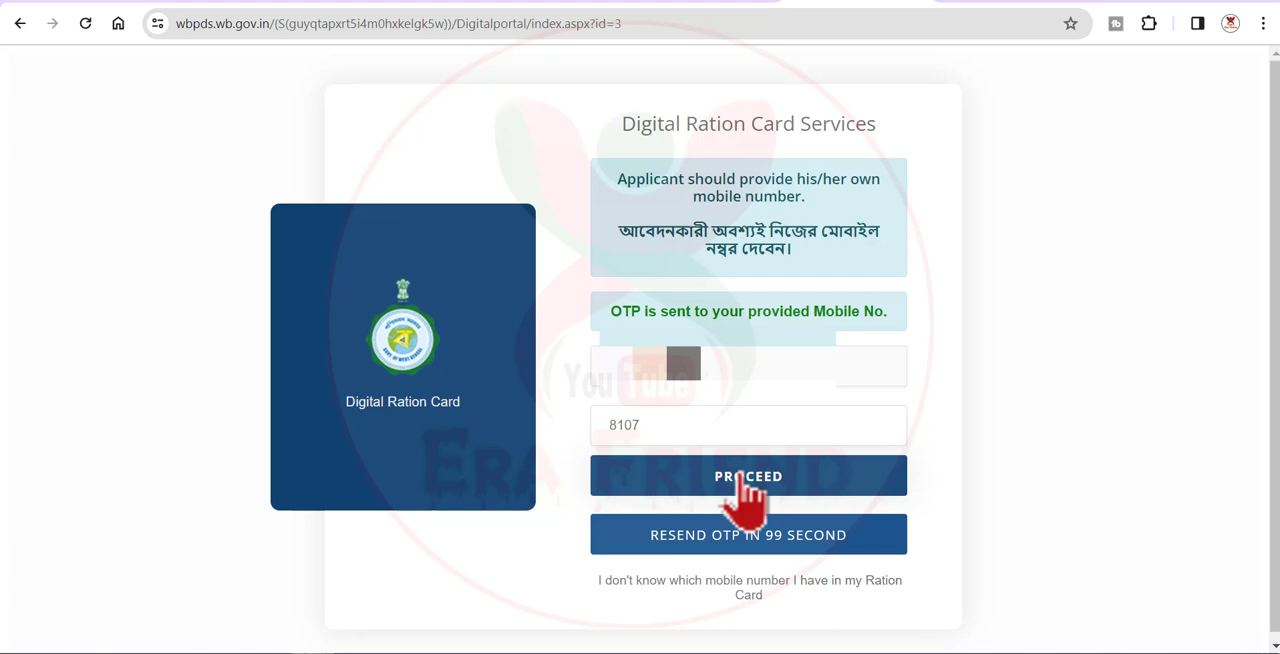 wbpds.wb.gov.in/(S(guyqtapxrt5i4m0hxkelgk5w))/Digitalportal/index.aspx?id=3
Digital Ration Card Services
Applicant should provide his/her own
mobile number.
আবেদনকারী অবশ্যই নিজের মোবাইল
নম্বর দেবেন।
OTP is sent to your provided Mobile No.
YouTube
8107
Digital Ration Card
ERA FRIEND
PROCEED
RESEND OTP IN 99 SECOND
I don't know which mobile number I have in my Ration
Card